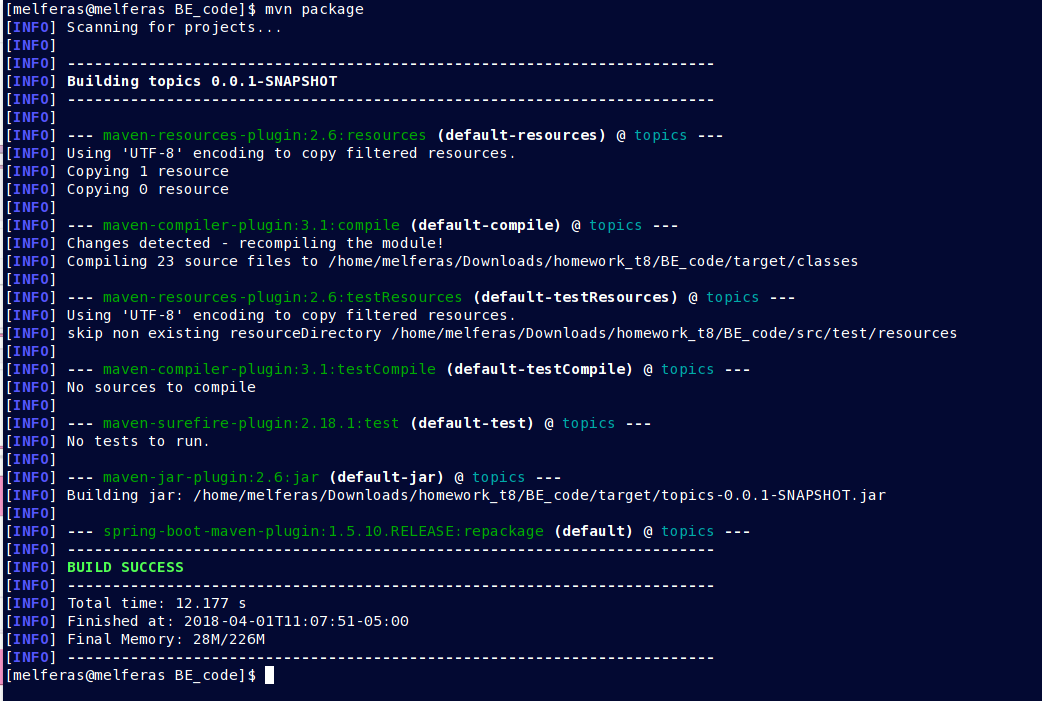 [melferas@melferas BE_code]$ mvn package
[INFO] Scanning for projects...
[INFO]
[INFO] ------------------------------------------------------------------------
[INFO] Building topics 0.0.1-SNAPSHOT
[INFO] ------------------------------------------------------------------------
[INFO]
[INFO] --- maven-resources-plugin:2.6:resources (default-resources) @ topics ---
[INFO] Using 'UTF-8' encoding to copy filtered resources.
[INFO] Copying 1 resource
[INFO] Copying 0 resource
[INFO]
[INFO] --- maven-compiler-plugin:3.1:compile (default-compile) @ topics ---
[INFO] Changes detected - recompiling the module!
[INFO] Compiling 23 source files to /home/melferas/Downloads/homework_t8/BE_code/target/classes
[INFO]
[INFO] --- maven-resources-plugin:2.6:testResources (default-testResources) @ topics ---
[INFO] Using 'UTF-8' encoding to copy filtered resources.
[INFO] skip non existing resourceDirectory /home/melferas/Downloads/homework_t8/BE_code/src/test/resources
[INFO]
[INFO] --- maven-compiler-plugin:3.1:testCompile (default-testCompile) @ topics ---
[INFO] No sources to compile
[INFO]
[INFO] --- maven-surefire-plugin:2.18.1:test (default-test) @ topics ---
[INFO] No tests to run.
[INFO]
[INFO] --- maven-jar-plugin:2.6:jar (default-jar) @ topics ---
[INFO] Building jar: /home/melferas/Downloads/homework_t8/BE_code/target/topics-0.0.1-SNAPSHOT.jar
[INFO]
[INFO] --- spring-boot-maven-plugin:1.5.10.RELEASE:repackage (default) @ topics ---
[INFO] ------------------------------------------------------------------------
[INFO] BUILD SUCCESS
[INFO] ------------------------------------------------------------------------
[INFO] Total time: 12.177 s
[INFO] Finished at: 2018-04-01T11:07:51-05:00
[INFO] Final Memory: 28M/226M
[INFO] ------------------------------------------------------------------------
[melferas@melferas BE_code]$